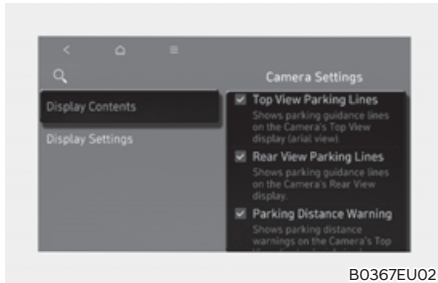 Camera Settings
Display Contents
Display Settings
Top View Parking Lines
Shows parking guidance lines
on the Camera's Top View
display (arial view).
Rear View Parking Lines
Shows parking guidance lines
on the Camera's Rear View
display.
Parking Distance Warning
Shows parking distance
warnings on the Camera's Top
B0367EU02